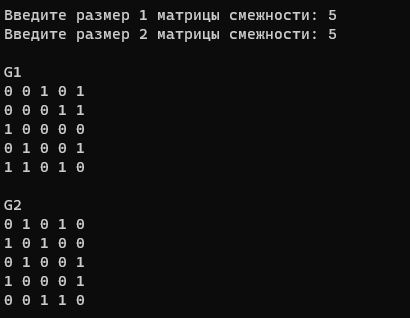 Введите размер 1 матрицы смежности: 5
Введите размер 2 матрицы смежности: 5
G1
0 0 1 0 1
0 0 0 1 1
1 0 0 0 0
0 1 0 0 1
1 1 0 1 0
G2
0 1 0 1 0
1 0 1 0 0
0 1 0 0 1
1 0 0 0 1
0 0 1 1 0